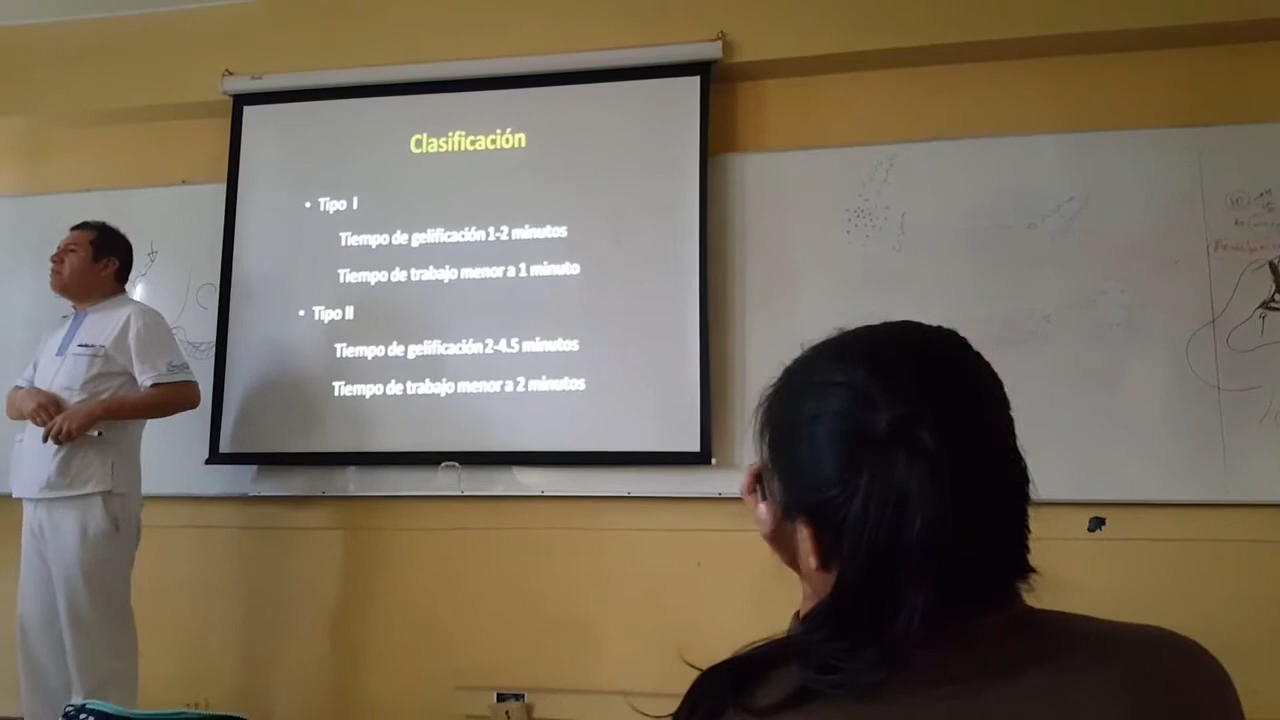 Clasificación
• Tipo I
Tiempo de gelificación 1-2 minutos
Tiempo de trabajo menor a 1 minuto
• Tipo II
Tiempo de gelificación 2-4.5 minutos
Tiempo de trabajo menor a 2 minutos